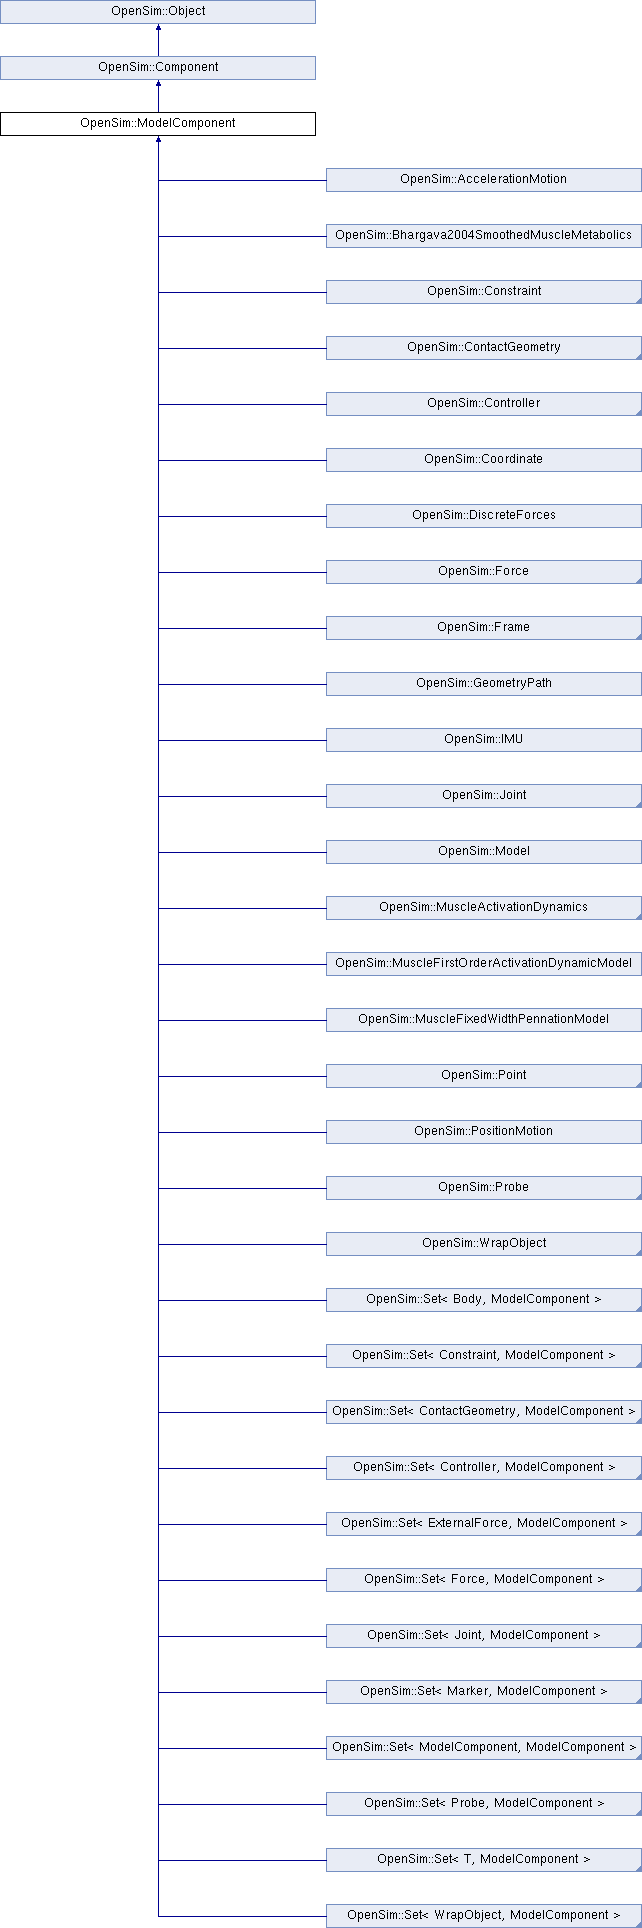 OpenSim::Object
OpenSim::Component
OpenSim::ModelComponent
OpenSim::AccelerationMotion
OpenSim::Bhargava2004SmoothedMuscleMetabolics
OpenSim::Constraint
OpenSim::ContactGeometry
OpenSim::Controller
OpenSim::Coordinate
OpenSim::DiscreteForces
OpenSim::Force
OpenSim::Frame
OpenSim::GeometryPath
OpenSim::IMU
OpenSim::Joint
OpenSim::Model
OpenSim::MuscleActivationDynamics
OpenSim::MuscleFirstOrderActivationDynamicModel
OpenSim::MuscleFixedWidthPennationModel
OpenSim::Point
OpenSim::PositionMotion
OpenSim::Probe
OpenSim::WrapObject
OpenSim::Set< Body, ModelComponent >
OpenSim::Set< Constraint, ModelComponent >
OpenSim::Set< ContactGeometry, ModelComponent >
OpenSim::Set< Controller, ModelComponent >
OpenSim::Set< ExternalForce, ModelComponent >
OpenSim::Set< Force, ModelComponent >
OpenSim::Set< Joint, ModelComponent >
OpenSim::Set< Marker, ModelComponent >
OpenSim::Set< ModelComponent, ModelComponent >
OpenSim::Set< Probe, ModelComponent >
OpenSim::Set< T, ModelComponent >
OpenSim::Set< WrapObject, ModelComponent >